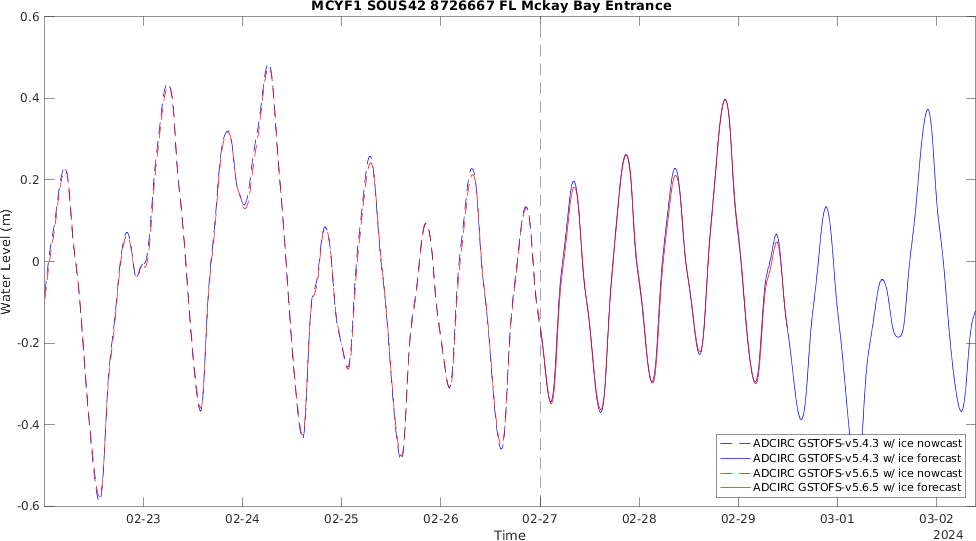 MCYF1 SOUS42 8726667 FL Mckay Bay Entrance
0.6
0.4
0.2
0
-0.2
-0.4
-0.6
Water Level (m)
ADCIRC GSTOFS-v5.4.3 w/ ice nowcast
ADCIRC GSTOFS-v5.4.3 w/ ice forecast
ADCIRC GSTOFS-v5.6.5 w/ ice nowcast
ADCIRC GSTOFS-v5.6.5 w/ ice forecast
02-23 02-24 02-25 02-26 02-27 02-28 02-29 03-01 03-02
Time 2024